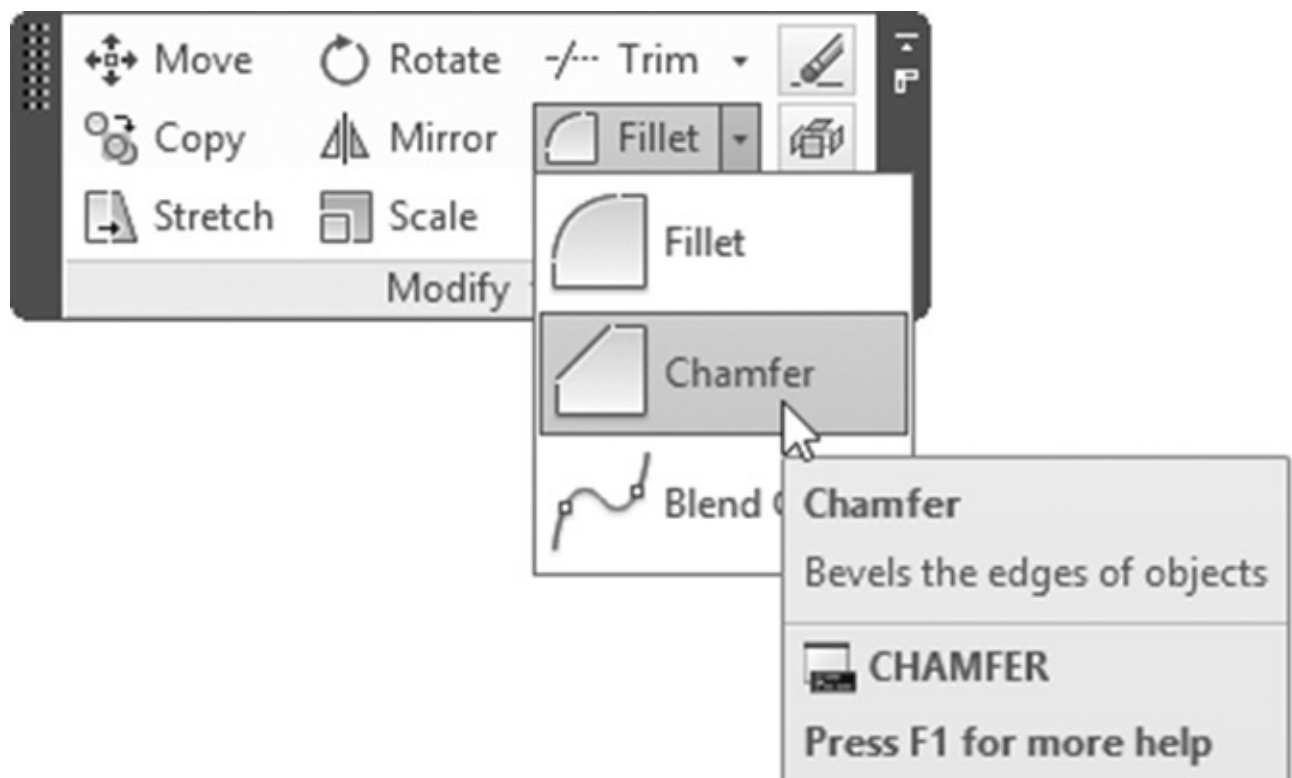 Move Rotate Trim
Copy Mirror Fillet
Stretch Scale
Modify
Fillet
Chamfer
Blend
Chamfer
Bevels the edges of objects
CHAMFER
Press F1 for more help